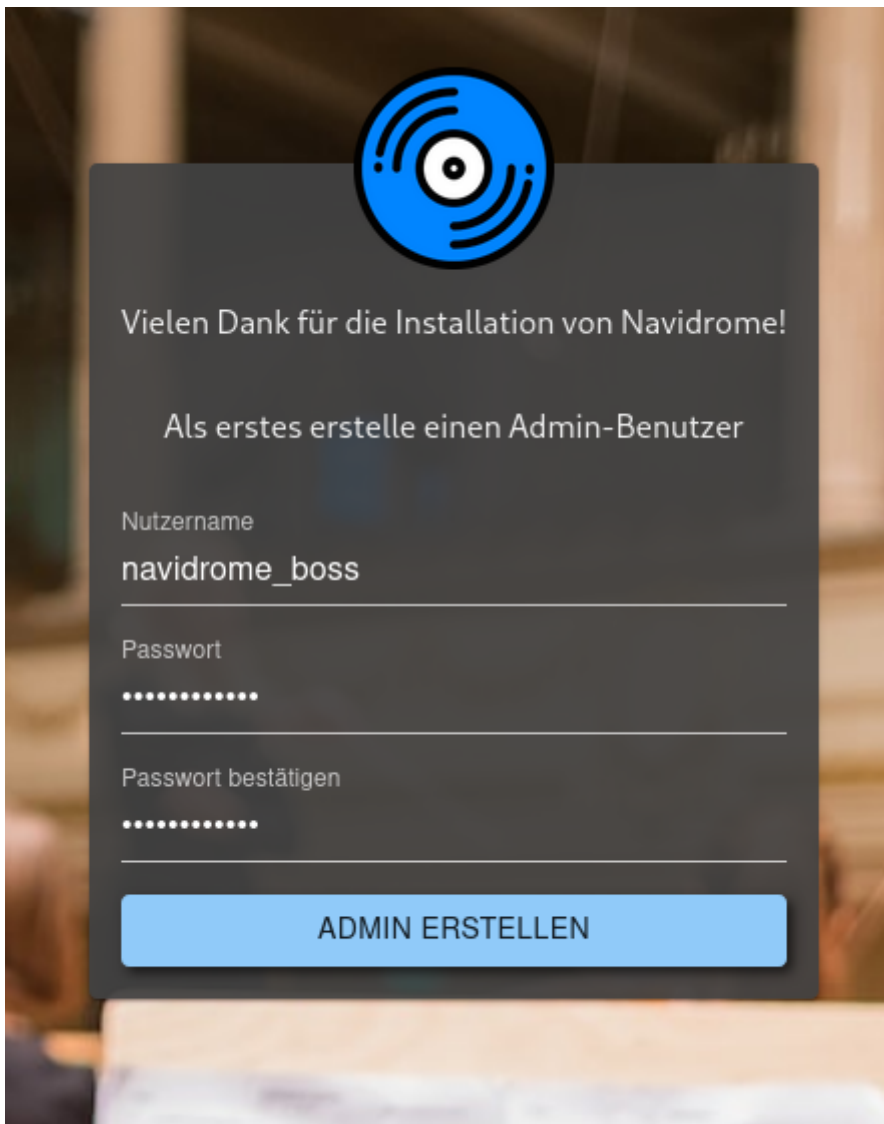 Vielen Dank für die Installation von Navidrome!
Als erstes erstelle einen Admin-Benutzer
Nutzername
navidrome_boss
Passwort
••••••••••••
Passwort bestätigen
••••••••••••
ADMIN ERSTELLEN